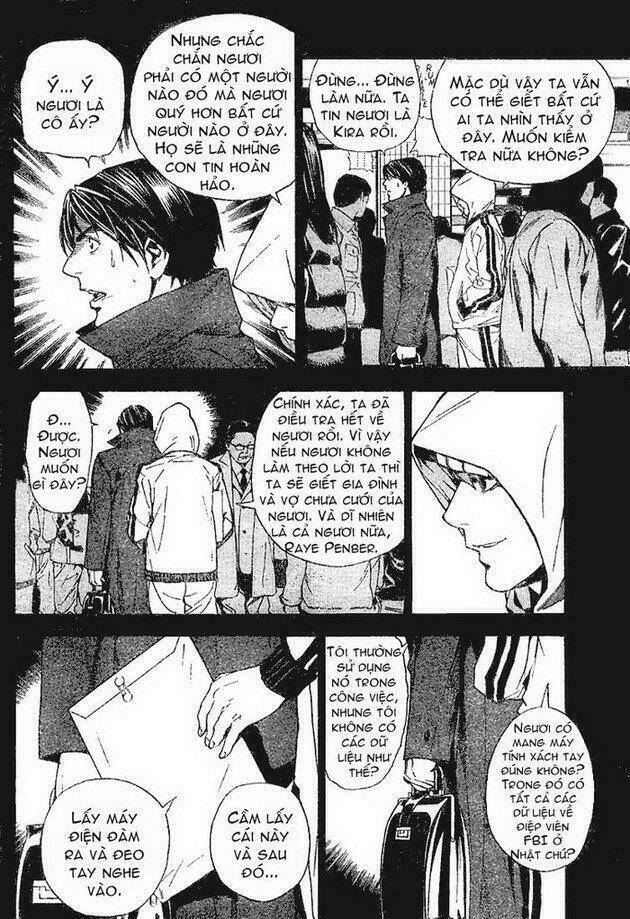 MẶC DÙ VẬY TA VẪN
CÓ THỂ GIẾT BẤT CỨ
AI TA NHÌN THẤY Ở
ĐÂY. MUỐN KIỂM
TRA NỮA KHÔNG?
ĐỪNG... ĐỪNG
LÀM NỮA. TA
TIN NGƯƠI LÀ
KIRA RỒI.
NHƯNG CHẮC
CHẮN NGƯƠI
PHẢI CÓ MỘT NGƯỜI
NÀO ĐÓ MÀ NGƯƠI
QUÝ HƠN BẤT CỨ
NGƯỜI NÀO Ở ĐÂY.
HỌ SẼ LÀ NHỮNG
CON TIN HOÀN
HẢO.
Ý... Ý
NGƯƠI LÀ
CÔ ẤY?
CHÍNH XÁC, TA ĐÃ
ĐIỀU TRA HẾT VỀ
NGƯƠI RỒI. VÌ VẬY
NẾU NGƯƠI KHÔNG
LÀM THEO LỜI TA THÌ
TA SẼ GIẾT GIA ĐÌNH
VÀ VỢ CHƯA CƯỚI CỦA
NGƯƠI. VÀ DĨ NHIÊN
LÀ CẢ NGƯƠI NỮA,
RAYE PENBER.
Đ...
ĐƯỢC.
NGƯƠI
MUỐN
GÌ ĐÂY?
NGƯƠI CÓ
MANG MÁY
TÍNH XÁCH TAY
ĐÚNG KHÔNG?
TRONG ĐÓ CÓ
TẤT CẢ CÁC
DỮ LIỆU VỀ
ĐIỆP VIÊN
FBI Ở
NHẬT CHỨ?
TÔI THƯỜNG
SỬ DỤNG
NÓ TRONG
CÔNG VIỆC,
NHƯNG TÔI
KHÔNG CÓ
CÁC DỮ
LIỆU NHƯ
THẾ?
CẦM LẤY
CÁI NÀY
VÀ SAU
ĐÓ...
LẤY MÁY
ĐIỆN ĐÀM
RA VÀ ĐEO
TAY NGHE
VÀO.